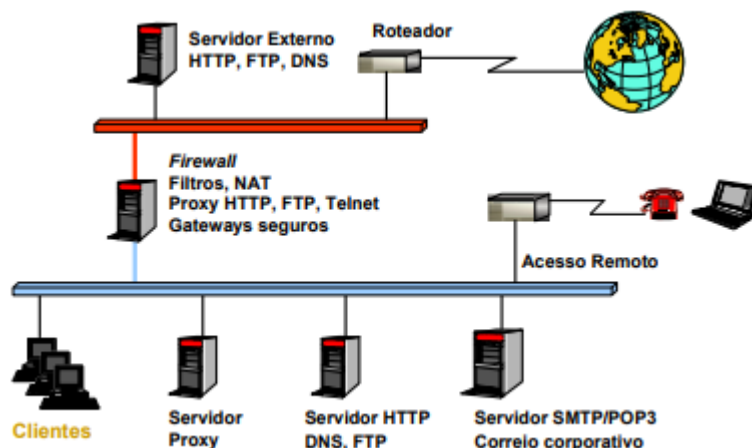 Servidor Externo
HTTP, FTP, DNS
Roteador
Firewall
Filtros, NAT
Proxy HTTP, FTP, Telnet
Gateways seguros
Acesso Remoto
Clientes
Servidor
Proxy
Servidor HTTP
DNS, FTP
Servidor SMTP/POP3
Correio corporativo